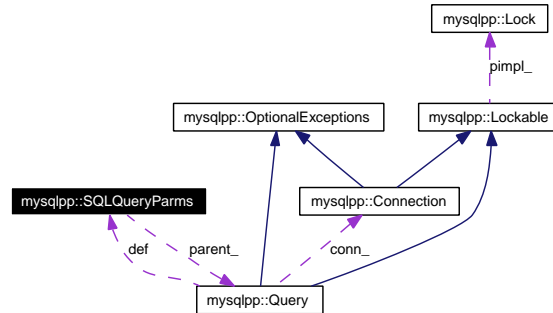 mysqlpp::Lock
pimpl_
mysqlpp::OptionalExceptions
mysqlpp::Lockable
mysqlpp::SQLQueryParms
mysqlpp::Connection
def
parent_
conn_
mysqlpp::Query